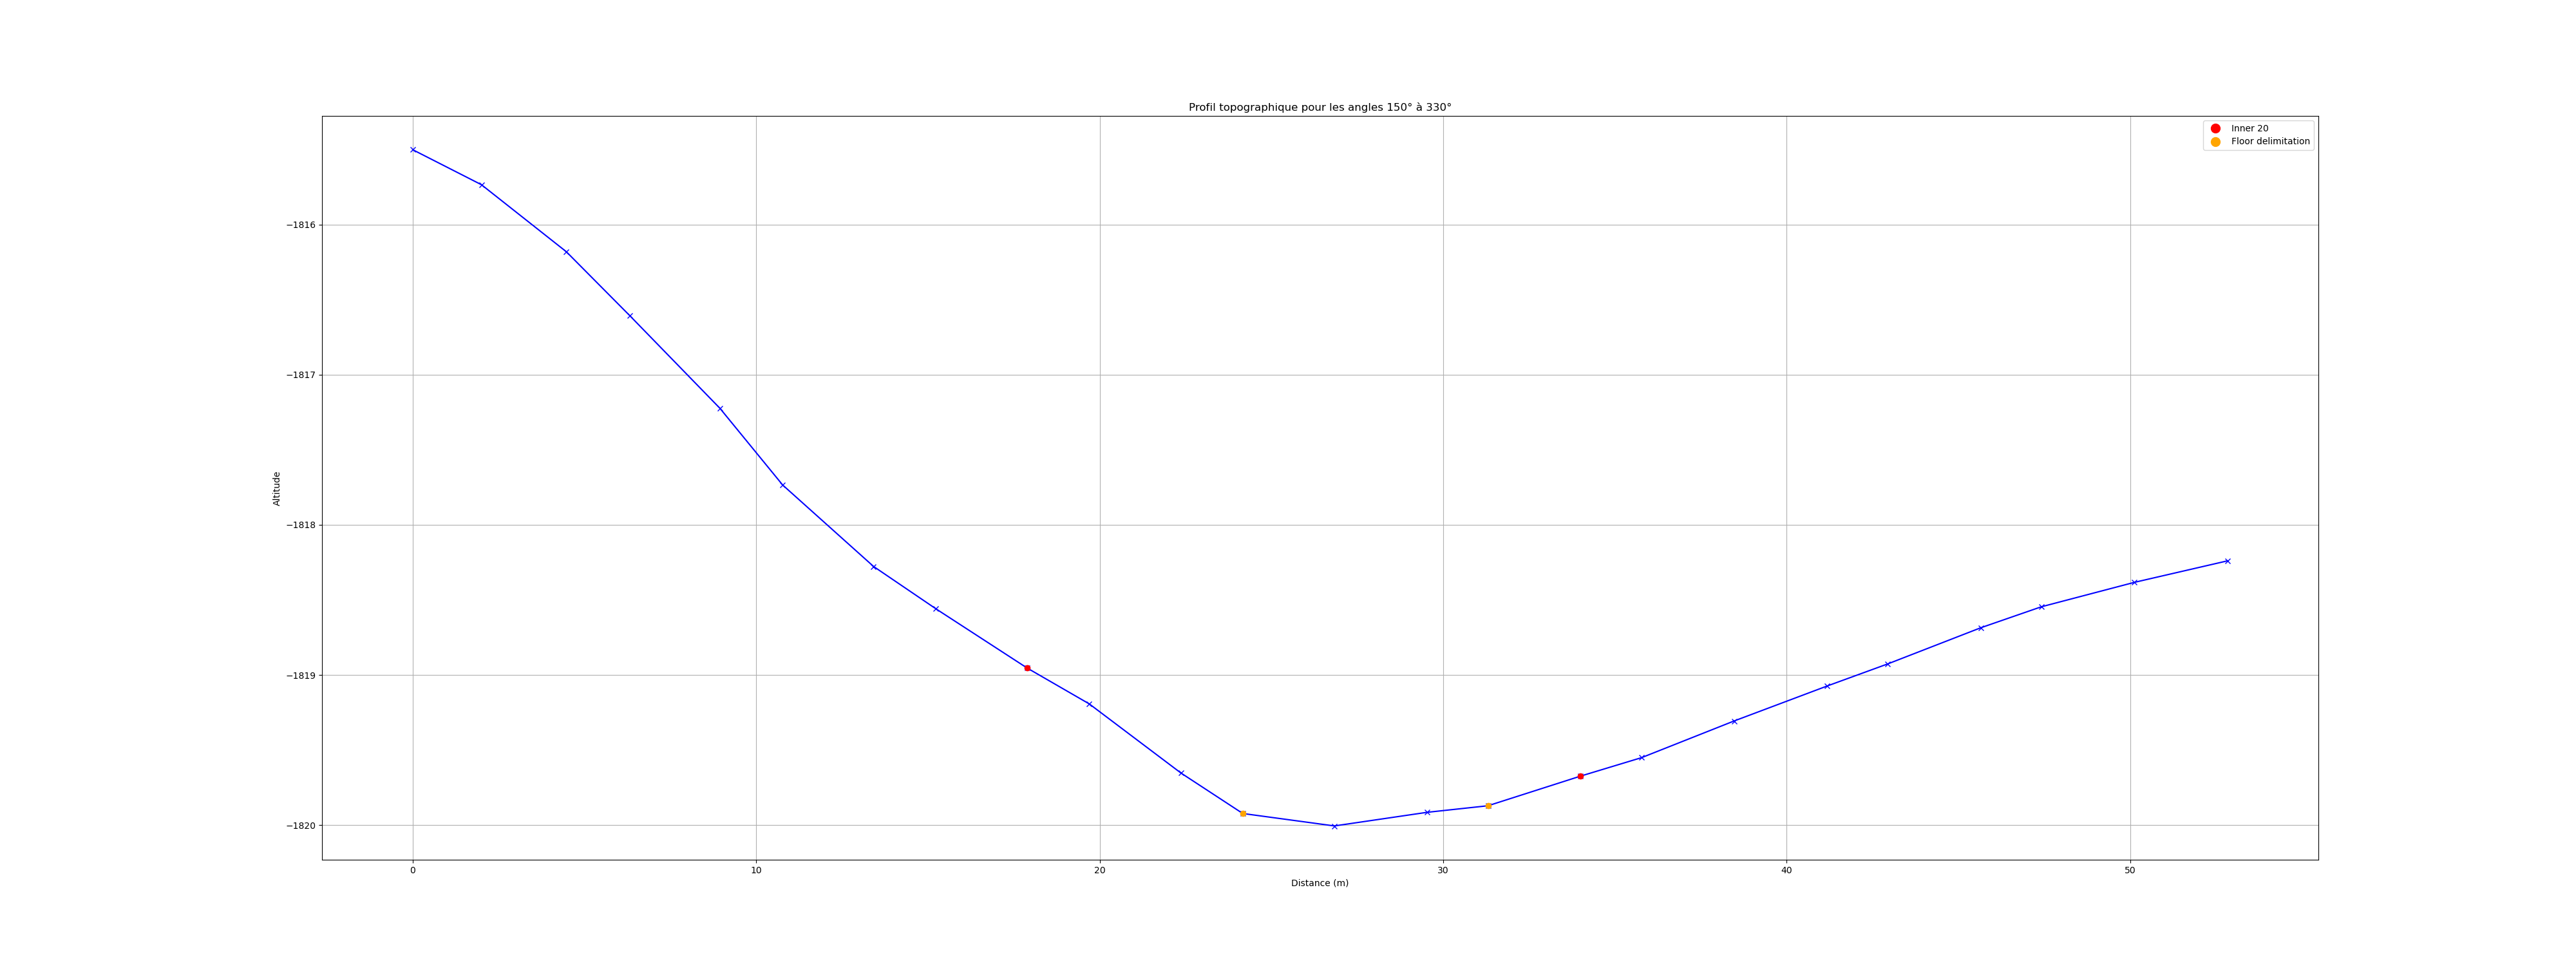 Profil topographique pour les angles 150° à 330°
Inner 20
Floor delimitation
Altitude
−1816
−1817
−1818
−1819
−1820
0 10 20 30 40 50
Distance (m)